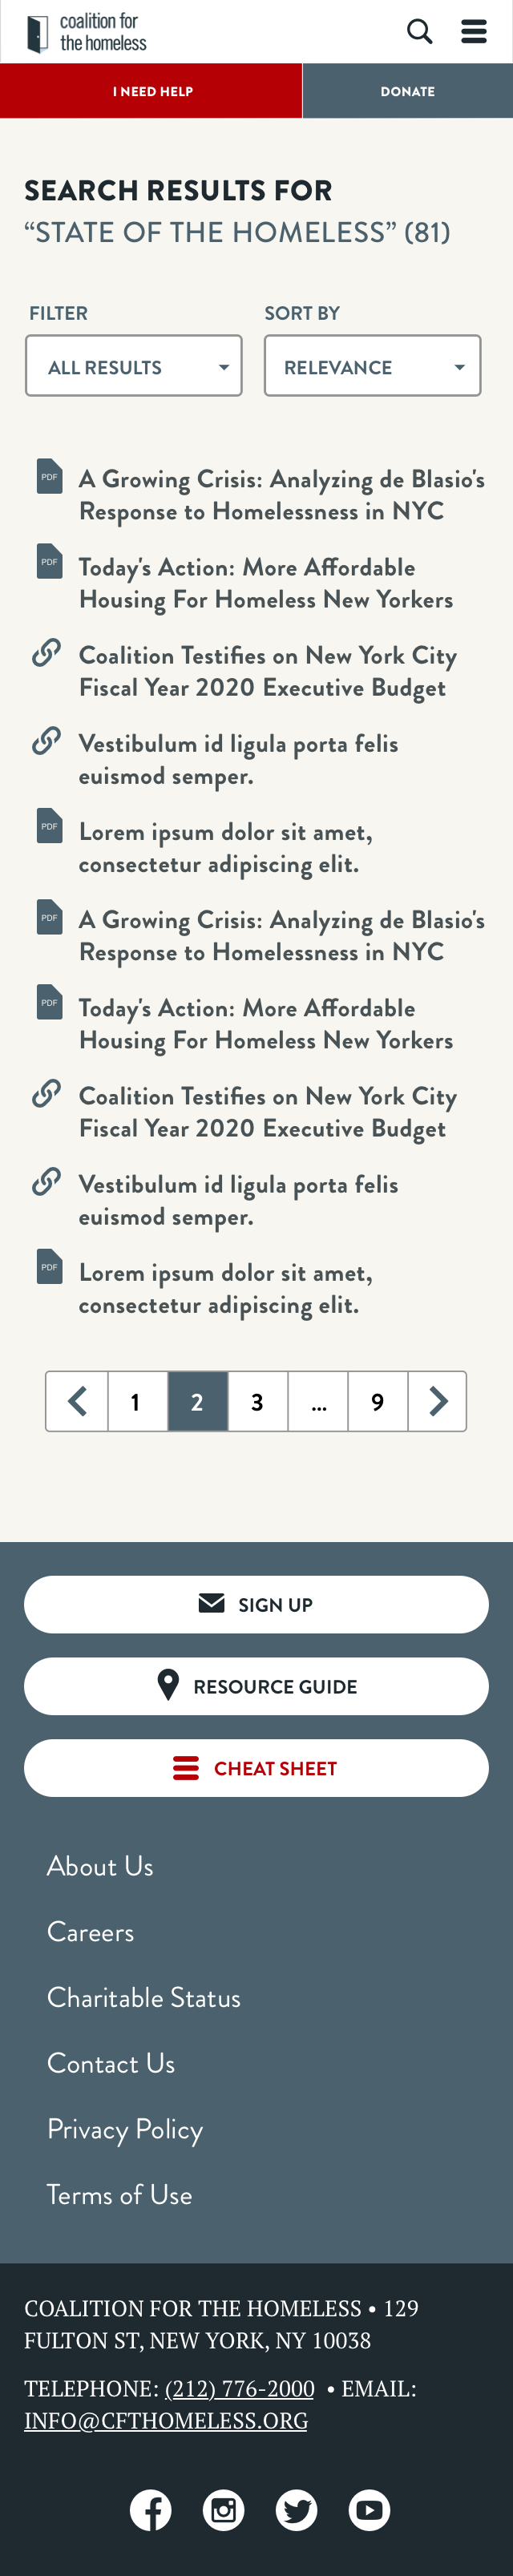 coalition for
the homeless
I NEED HELP
DONATE
SEARCH RESULTS FOR
“STATE OF THE HOMELESS” (81)
FILTER
SORT BY
ALL RESULTS
RELEVANCE
PDF
A Growing Crisis: Analyzing de Blasio's
Response to Homelessness in NYC
PDF
Today's Action: More Affordable
Housing For Homeless New Yorkers
Coalition Testifies on New York City
Fiscal Year 2020 Executive Budget
Vestibulum id ligula porta felis
euismod semper.
PDF
Lorem ipsum dolor sit amet,
consectetur adipiscing elit.
PDF
A Growing Crisis: Analyzing de Blasio's
Response to Homelessness in NYC
PDF
Today's Action: More Affordable
Housing For Homeless New Yorkers
Coalition Testifies on New York City
Fiscal Year 2020 Executive Budget
Vestibulum id ligula porta felis
euismod semper.
PDF
Lorem ipsum dolor sit amet,
consectetur adipiscing elit.
1 2 3 ... 9
SIGN UP
RESOURCE GUIDE
CHEAT SHEET
About Us
Careers
Charitable Status
Contact Us
Privacy Policy
Terms of Use
COALITION FOR THE HOMELESS • 129
FULTON ST, NEW YORK, NY 10038
TELEPHONE: (212) 776-2000 • EMAIL:
INFO@CFTHOMELESS.ORG